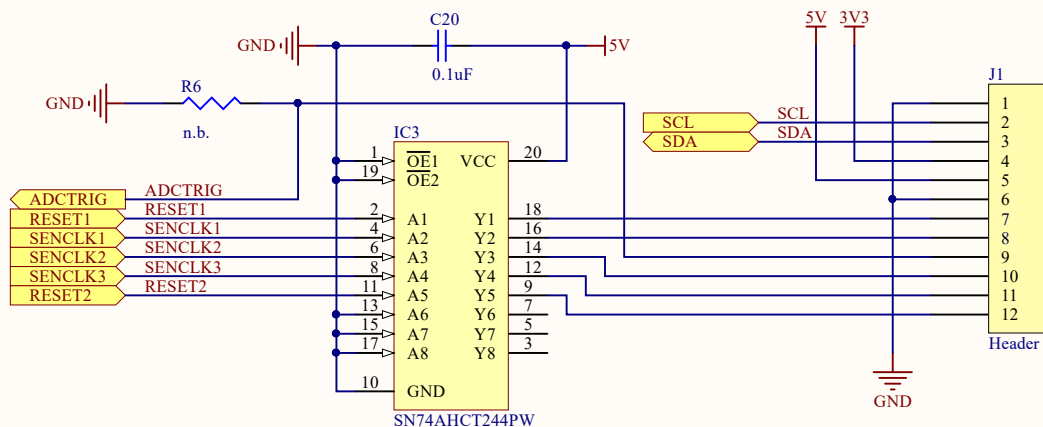 C20
5V
3V3
GND
5V
0.1uF
J1
R6
GND
n.b.
SCL
SCL
SDA
SDA
IC3
1
2
3
4
5
6
7
8
9
10
11
12
Header
GND
1
OE1
VCC
20
19
OE2
ADCTRIG
ADCTRIG
RESET1
RESET1
2
A1
Y1
18
SENCLK1
SENCLK1
4
A2
Y2
16
SENCLK2
SENCLK2
6
A3
Y3
14
SENCLK3
SENCLK3
8
A4
Y4
12
RESET2
RESET2
11
A5
Y5
9
13
A6
Y6
7
15
A7
Y7
5
17
A8
Y8
3
10
GND
SN74AHCT244PW